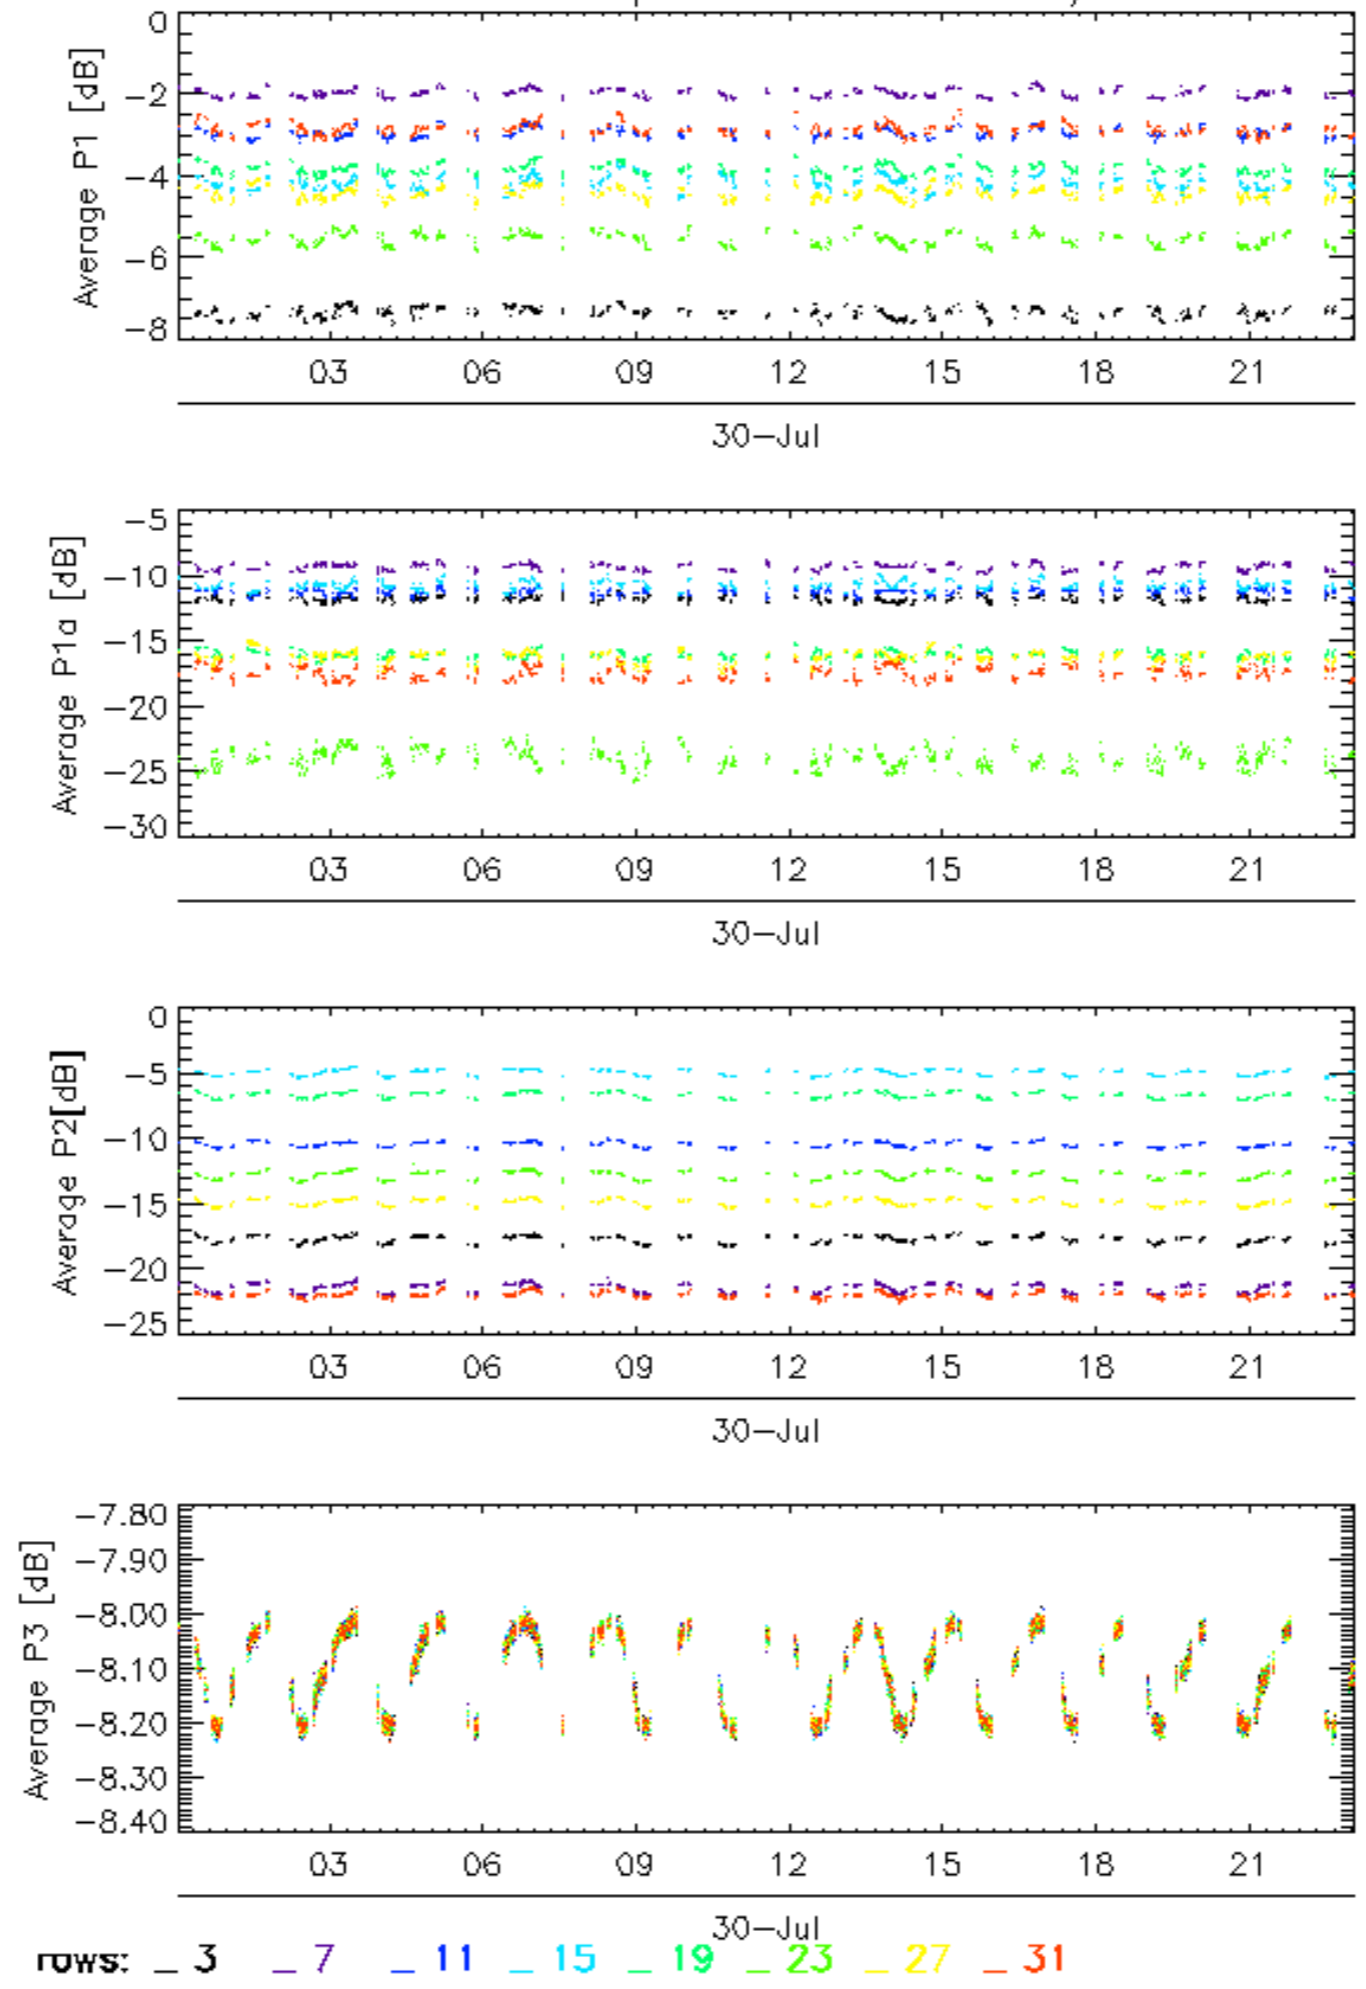 0
−2
−4
−6
−8
Average P1 [dB]
03 06 09 12 15 18 21
30−Jul
−5
−10
−15
−20
−25
−30
Average P1a [dB]
03 06 09 12 15 18 21
30−Jul
0
−5
−10
−15
−20
−25
Average P2[dB]
03 06 09 12 15 18 21
30−Jul
−7.80
−7.90
−8.00
−8.10
−8.20
−8.30
−8.40
Average P3 [dB]
03 06 09 12 15 18 21
30−Jul
rows: _ 3 _ 7 _ 11 _ 15 _ 19 _ 23 _ 27 _ 31